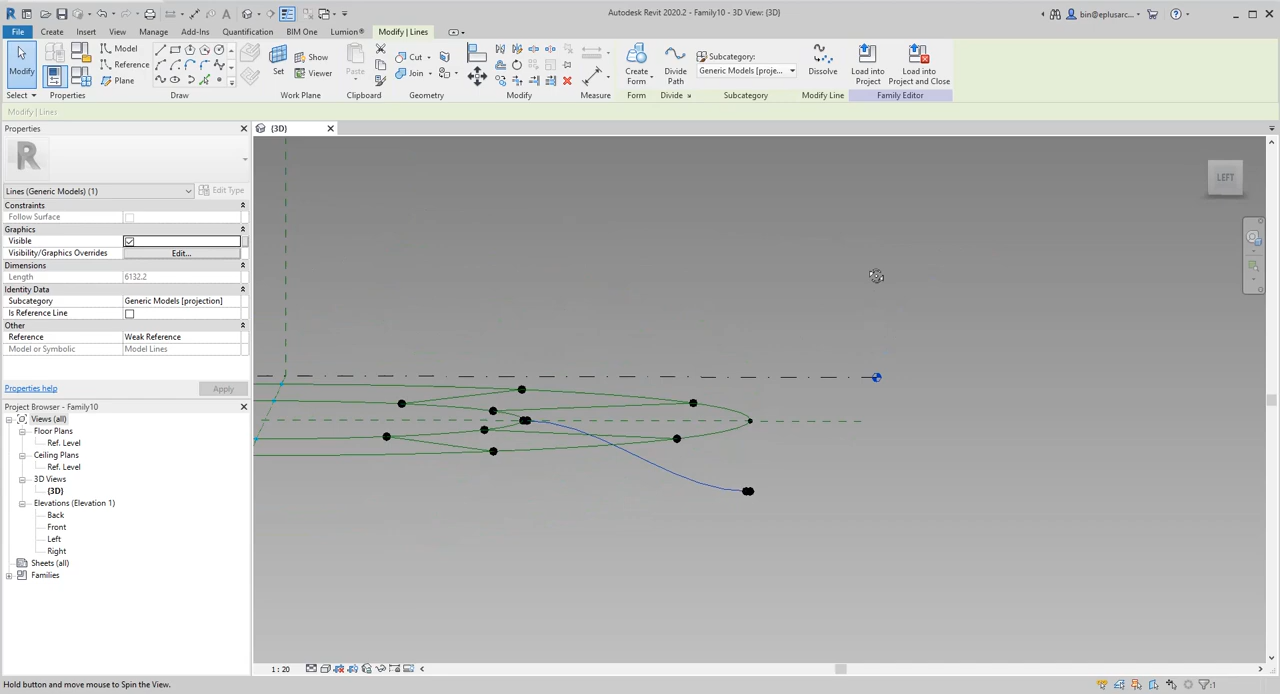 Autodesk Revit 2020.2 - Family10 - 3D View: {3D}
bin@eplusarc...
File Create Insert View Manage Add-Ins Quantification BIM One Lumion® Modify | Lines
Modify
Model
Reference
Plane
Set
Show
Viewer
Paste
Cut
Join
Create Form
Divide Path
Subcategory:
Generic Models [proje...
Dissolve
Load into Project
Load into Project and Close
Select Properties Draw Work Plane Clipboard Geometry Modify Measure Form Divide Subcategory Modify Line Family Editor
Modify | Lines
Properties
{3D}
R
Lines (Generic Models) (1)
Edit Type
Constraints
Follow Surface
Graphics
Visible
Visibility/Graphics Overrides Edit...
Dimensions
Length 6132.2
Identity Data
Subcategory Generic Models [projection]
Is Reference Line
Other
Reference Weak Reference
Model or Symbolic Model Lines
Properties help Apply
Project Browser - Family10
Views (all)
Floor Plans
Ref. Level
Ceiling Plans
Ref. Level
3D Views
{3D}
Elevations (Elevation 1)
Back
Front
Left
Right
Sheets (all)
Families
LEFT
1 : 20
Hold button and move mouse to Spin the View.
:1